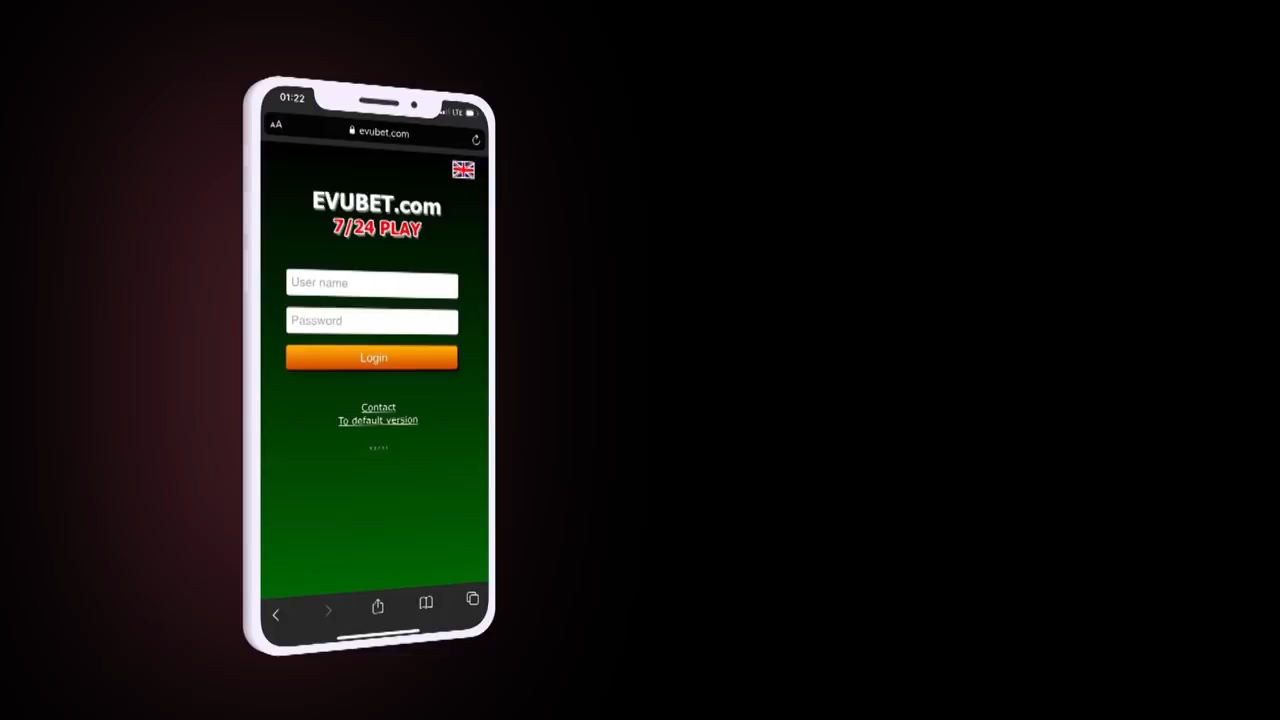 01:22
LTE
AA
evubet.com
EVUBET.com
7/24 PLAY
User name
Password
Login
Contact
To default version